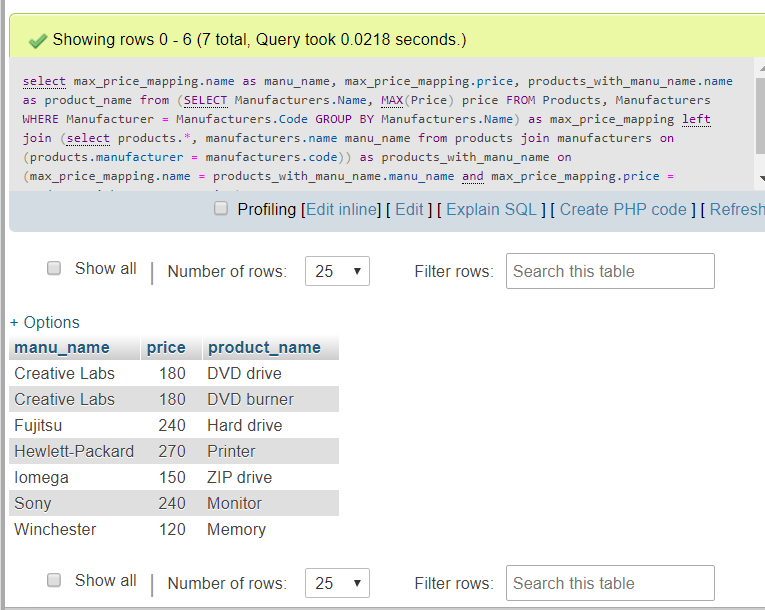 Showing rows 0 - 6 (7 total, Query took 0.0218 seconds.)
select max_price_mapping.name as manu_name, max_price_mapping.price, products_with_manu_name.name
as product_name from (SELECT Manufacturers.Name, MAX(Price) price FROM Products, Manufacturers
WHERE Manufacturer = Manufacturers.Code GROUP BY Manufacturers.Name) as max_price_mapping left
join (select products.*, manufacturers.name manu_name from products join manufacturers on
(products.manufacturer = manufacturers.code)) as products_with_manu_name on
(max_price_mapping.name = products_with_manu_name.manu_name and max_price_mapping.price =
Profiling [Edit inline] [ Edit ] [ Explain SQL ] [ Create PHP code ] [ Refresh
Show all | Number of rows: 25 Filter rows: Search this table
+ Options
manu_name price product_name
Creative Labs 180 DVD drive
Creative Labs 180 DVD burner
Fujitsu 240 Hard drive
Hewlett-Packard 270 Printer
Iomega 150 ZIP drive
Sony 240 Monitor
Winchester 120 Memory
Show all | Number of rows: 25 Filter rows: Search this table